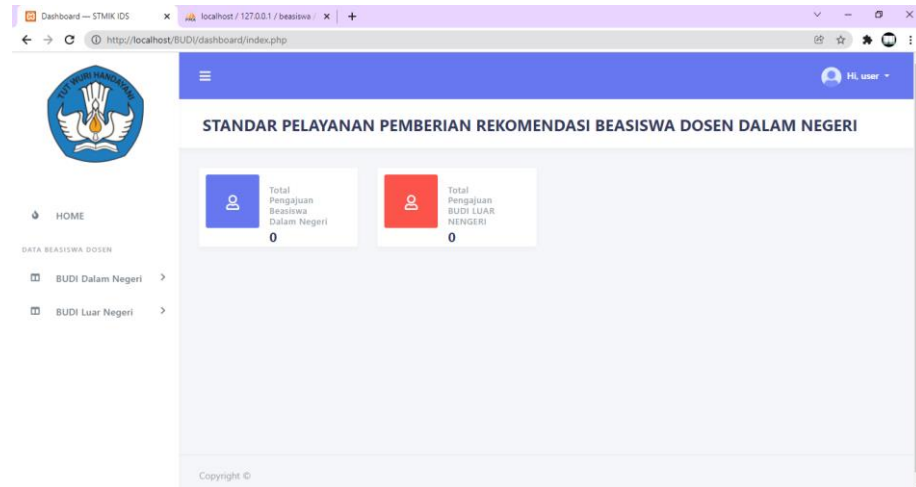 Dashboard — STMIK IDS
localhost / 127.0.0.1 / beasiswa /
http://localhost/BUDI/dashboard/index.php
TUT WURI HANDAYANI
Hi, user
STANDAR PELAYANAN PEMBERIAN REKOMENDASI BEASISWA DOSEN DALAM NEGERI
HOME
DATA BEASISWA DOSEN
BUDI Dalam Negeri
BUDI Luar Negeri
Total
Pengajuan
Beasiswa
Dalam Negeri
0
Total
Pengajuan
BUDI LUAR
NENGERI
0
Copyright ©